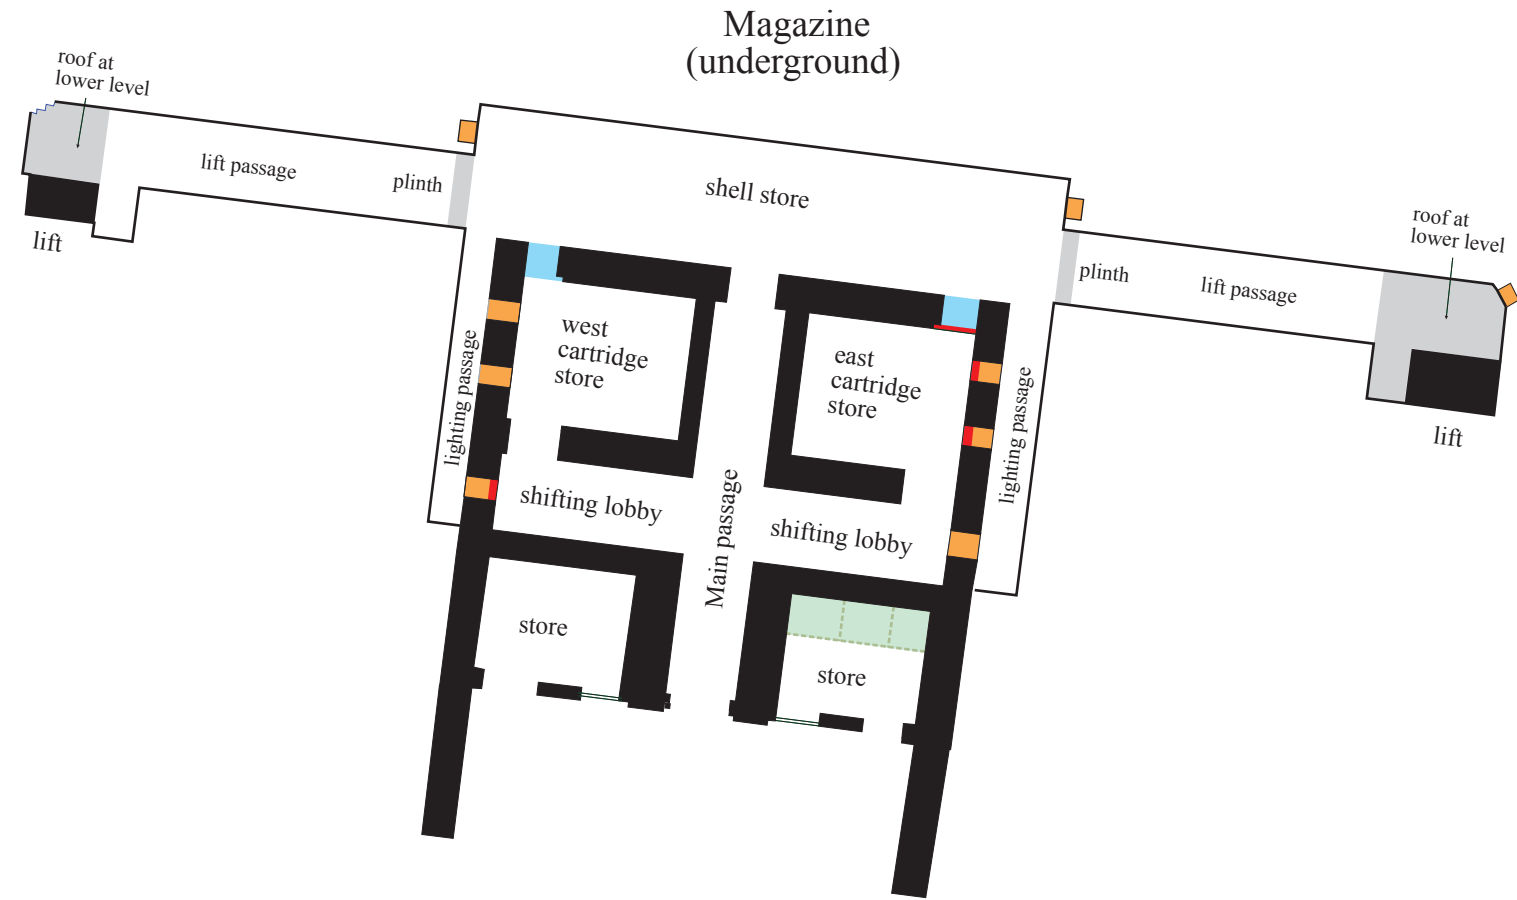 Magazine
(underground)
roof at
lower level
lift passage
plinth
shell store
lift
roof at
lower level
plinth
lift passage
lift
west
cartridge
store
east
cartridge
store
lighting passage
lighting passage
shifting lobby
Main passage
shifting lobby
store
store